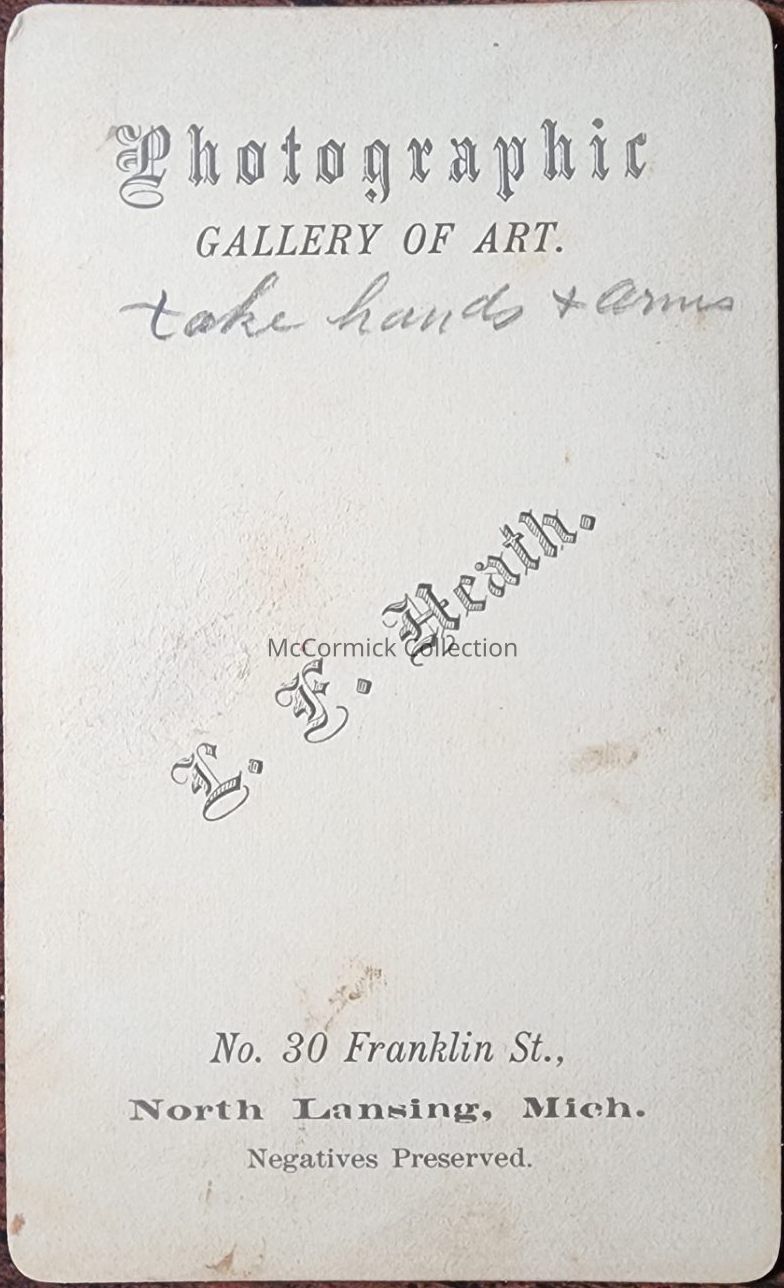 Photographic
GALLERY OF ART.
take hands + arms
I. F. Heath.
McCormick Collection
No. 30 Franklin St.,
North Lansing, Mich.
Negatives Preserved.